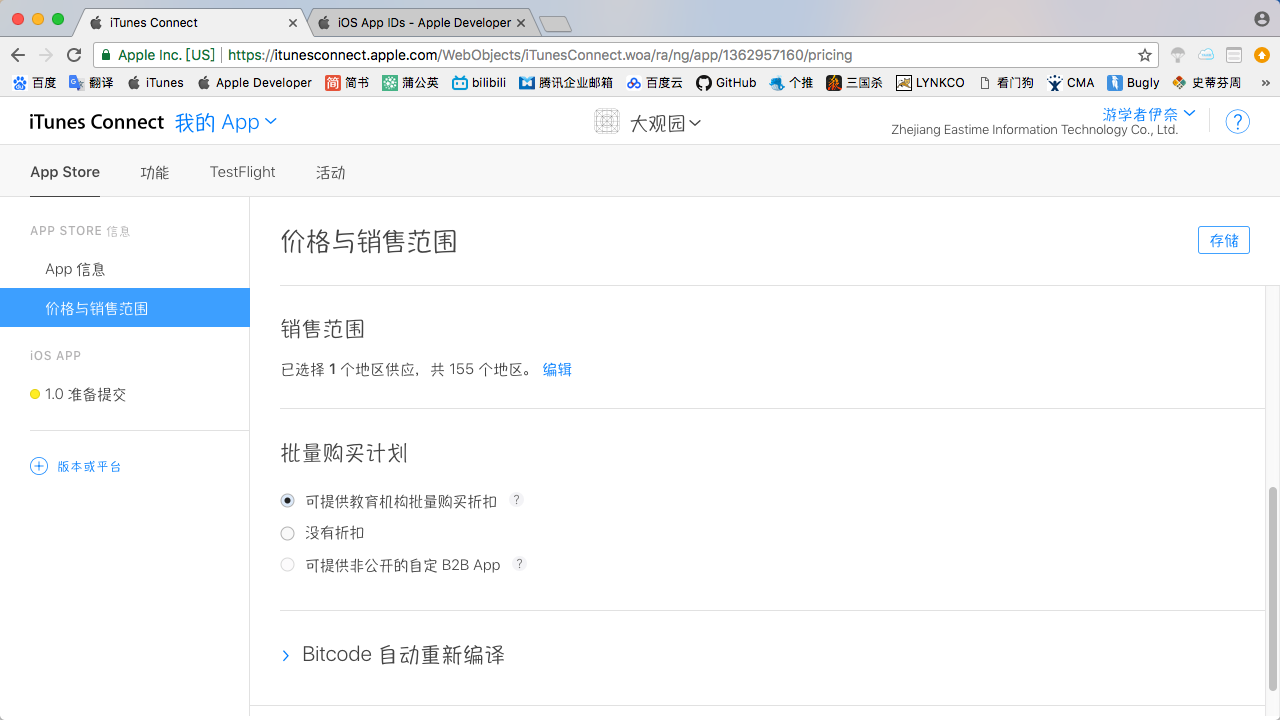 iTunes Connect
iOS App IDs - Apple Developer
Apple Inc. [US] https://itunesconnect.apple.com/WebObjects/iTunesConnect.woa/ra/ng/app/1362957160/pricing
百度 翻译 iTunes Apple Developer 简 简书 蒲公英 bilibili 腾讯企业邮箱 百度云 GitHub 个推 三国杀 LYNKCO 看门狗 CMA Bugly 史蒂芬周 »
iTunes Connect 我的 App
大观园
游学者伊奈
Zhejiang Eastime Information Technology Co., Ltd.
?
App Store 功能 TestFlight 活动
APP STORE 信息
App 信息
价格与销售范围
iOS APP
1.0 准备提交
版本或平台
价格与销售范围
存储
销售范围
已选择 1 个地区供应，共 155 个地区。 编辑
批量购买计划
可提供教育机构批量购买折扣 ?
没有折扣
可提供非公开的自定 B2B App ?
Bitcode 自动重新编译